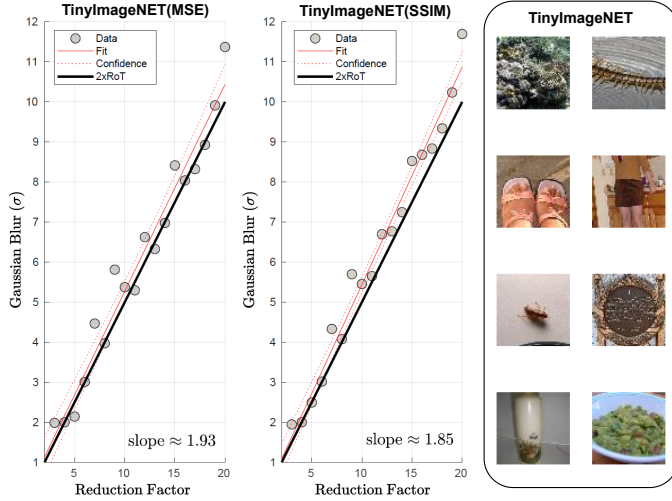 TinyImageNET(MSE)
Data
Fit
Confidence
2xRoT
Gaussian Blur (σ)
12
11
10
9
8
7
6
5
4
3
2
1
5
10
15
20
slope ≈ 1.93
Reduction Factor
TinyImageNET(SSIM)
Data
Fit
Confidence
2xRoT
Gaussian Blur (σ)
12
11
10
9
8
7
6
5
4
3
2
1
5
10
15
20
slope ≈ 1.85
Reduction Factor
TinyImageNET